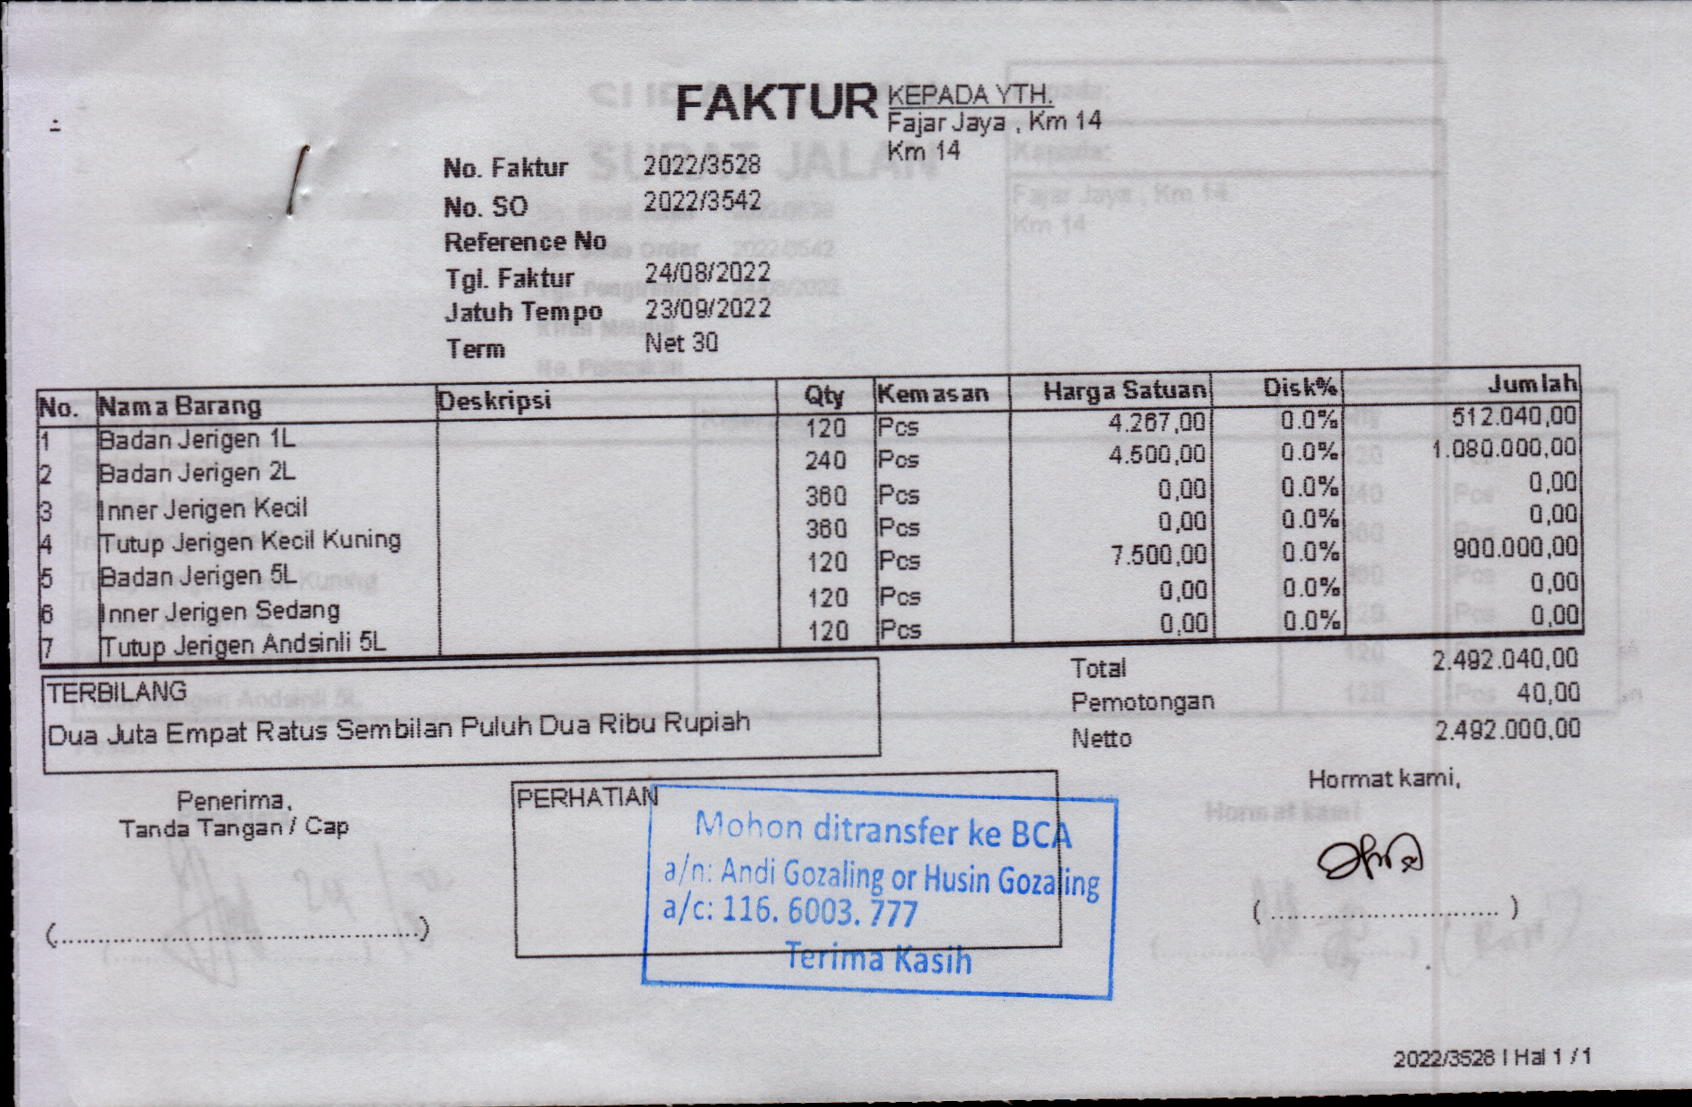 FAKTUR
KEPADA YTH.
Fajar Jaya , Km 14
Km 14
No. Faktur 2022/3528
No. SO 2022/3542
Reference No
Tgl. Faktur 24/08/2022
Jatuh Tempo 23/09/2022
Term Net 30
No. Nama Barang Deskripsi Qty Kemasan Harga Satuan Disk% Jumlah
1 Badan Jerigen 1L 120 Pcs 4.267,00 0.0% 512.040,00
2 Badan Jerigen 2L 240 Pcs 4.500,00 0.0% 1.080.000,00
3 Inner Jerigen Kecil 360 Pcs 0,00 0.0% 0,00
4 Tutup Jerigen Kecil Kuning 360 Pcs 0,00 0.0% 0,00
5 Badan Jerigen 5L 120 Pcs 7.500,00 0.0% 900.000,00
6 Inner Jerigen Sedang 120 Pcs 0,00 0.0% 0,00
7 Tutup Jerigen Andsinli 5L 120 Pcs 0,00 0.0% 0,00
Total 2.492.040,00
Pemotongan 40,00
Netto 2.492.000,00
TERBILANG
Dua Juta Empat Ratus Sembilan Puluh Dua Ribu Rupiah
Penerima,
Tanda Tangan / Cap
(..........................................)
PERHATIAN
Mohon ditransfer ke BCA
a/n: Andi Gozaling or Husin Gozaling
a/c: 116. 6003. 777
Terima Kasih
Hormat kami,
( ............................... )
2022/3528 | Hal 1 / 1